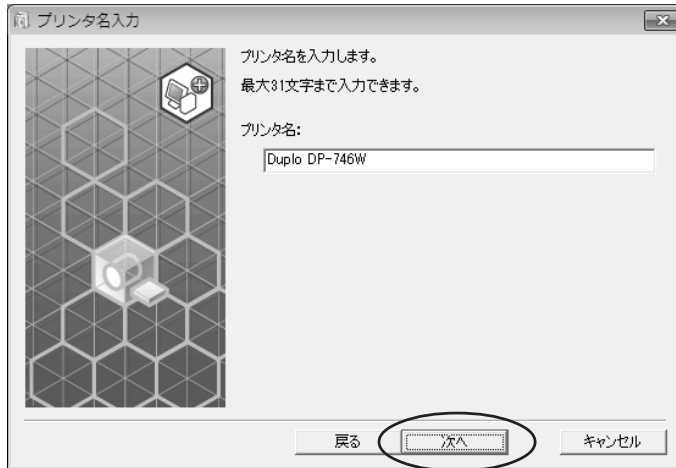 プリンタ名入力
プリンタ名を入力します。
最大31文字まで入力できます。
プリンタ名:
Duplo DP-746W
戻る
次へ
キャンセル